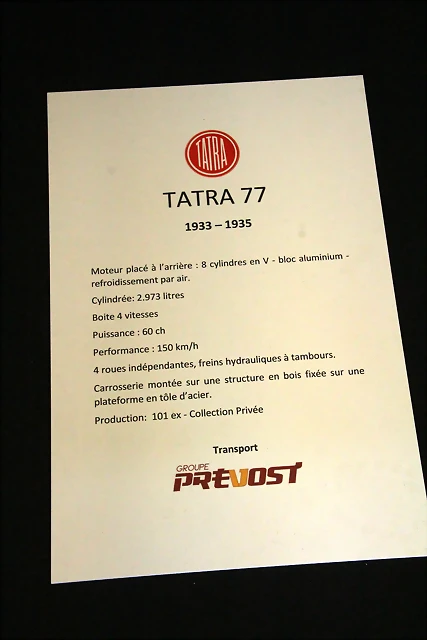 TATRA
TATRA 77
1933 – 1935
Moteur placé à l'arrière : 8 cylindres en V - bloc aluminium -
refroidissement par air.
Cylindrée: 2.973 litres
Boite 4 vitesses
Puissance : 60 ch
Performance : 150 km/h
4 roues indépendantes, freins hydrauliques à tambours.
Carrosserie montée sur une structure en bois fixée sur une
plateforme en tôle d'acier.
Production: 101 ex - Collection Privée
Transport
GROUPE
PREVOST